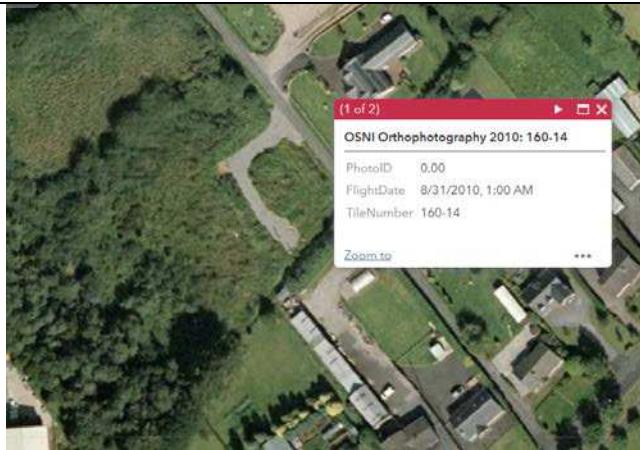 (1 of 2)
OSNI Orthophotography 2010: 160-14
PhotoID 0.00
FlightDate 8/31/2010, 1:00 AM
TileNumber 160-14
Zoom to